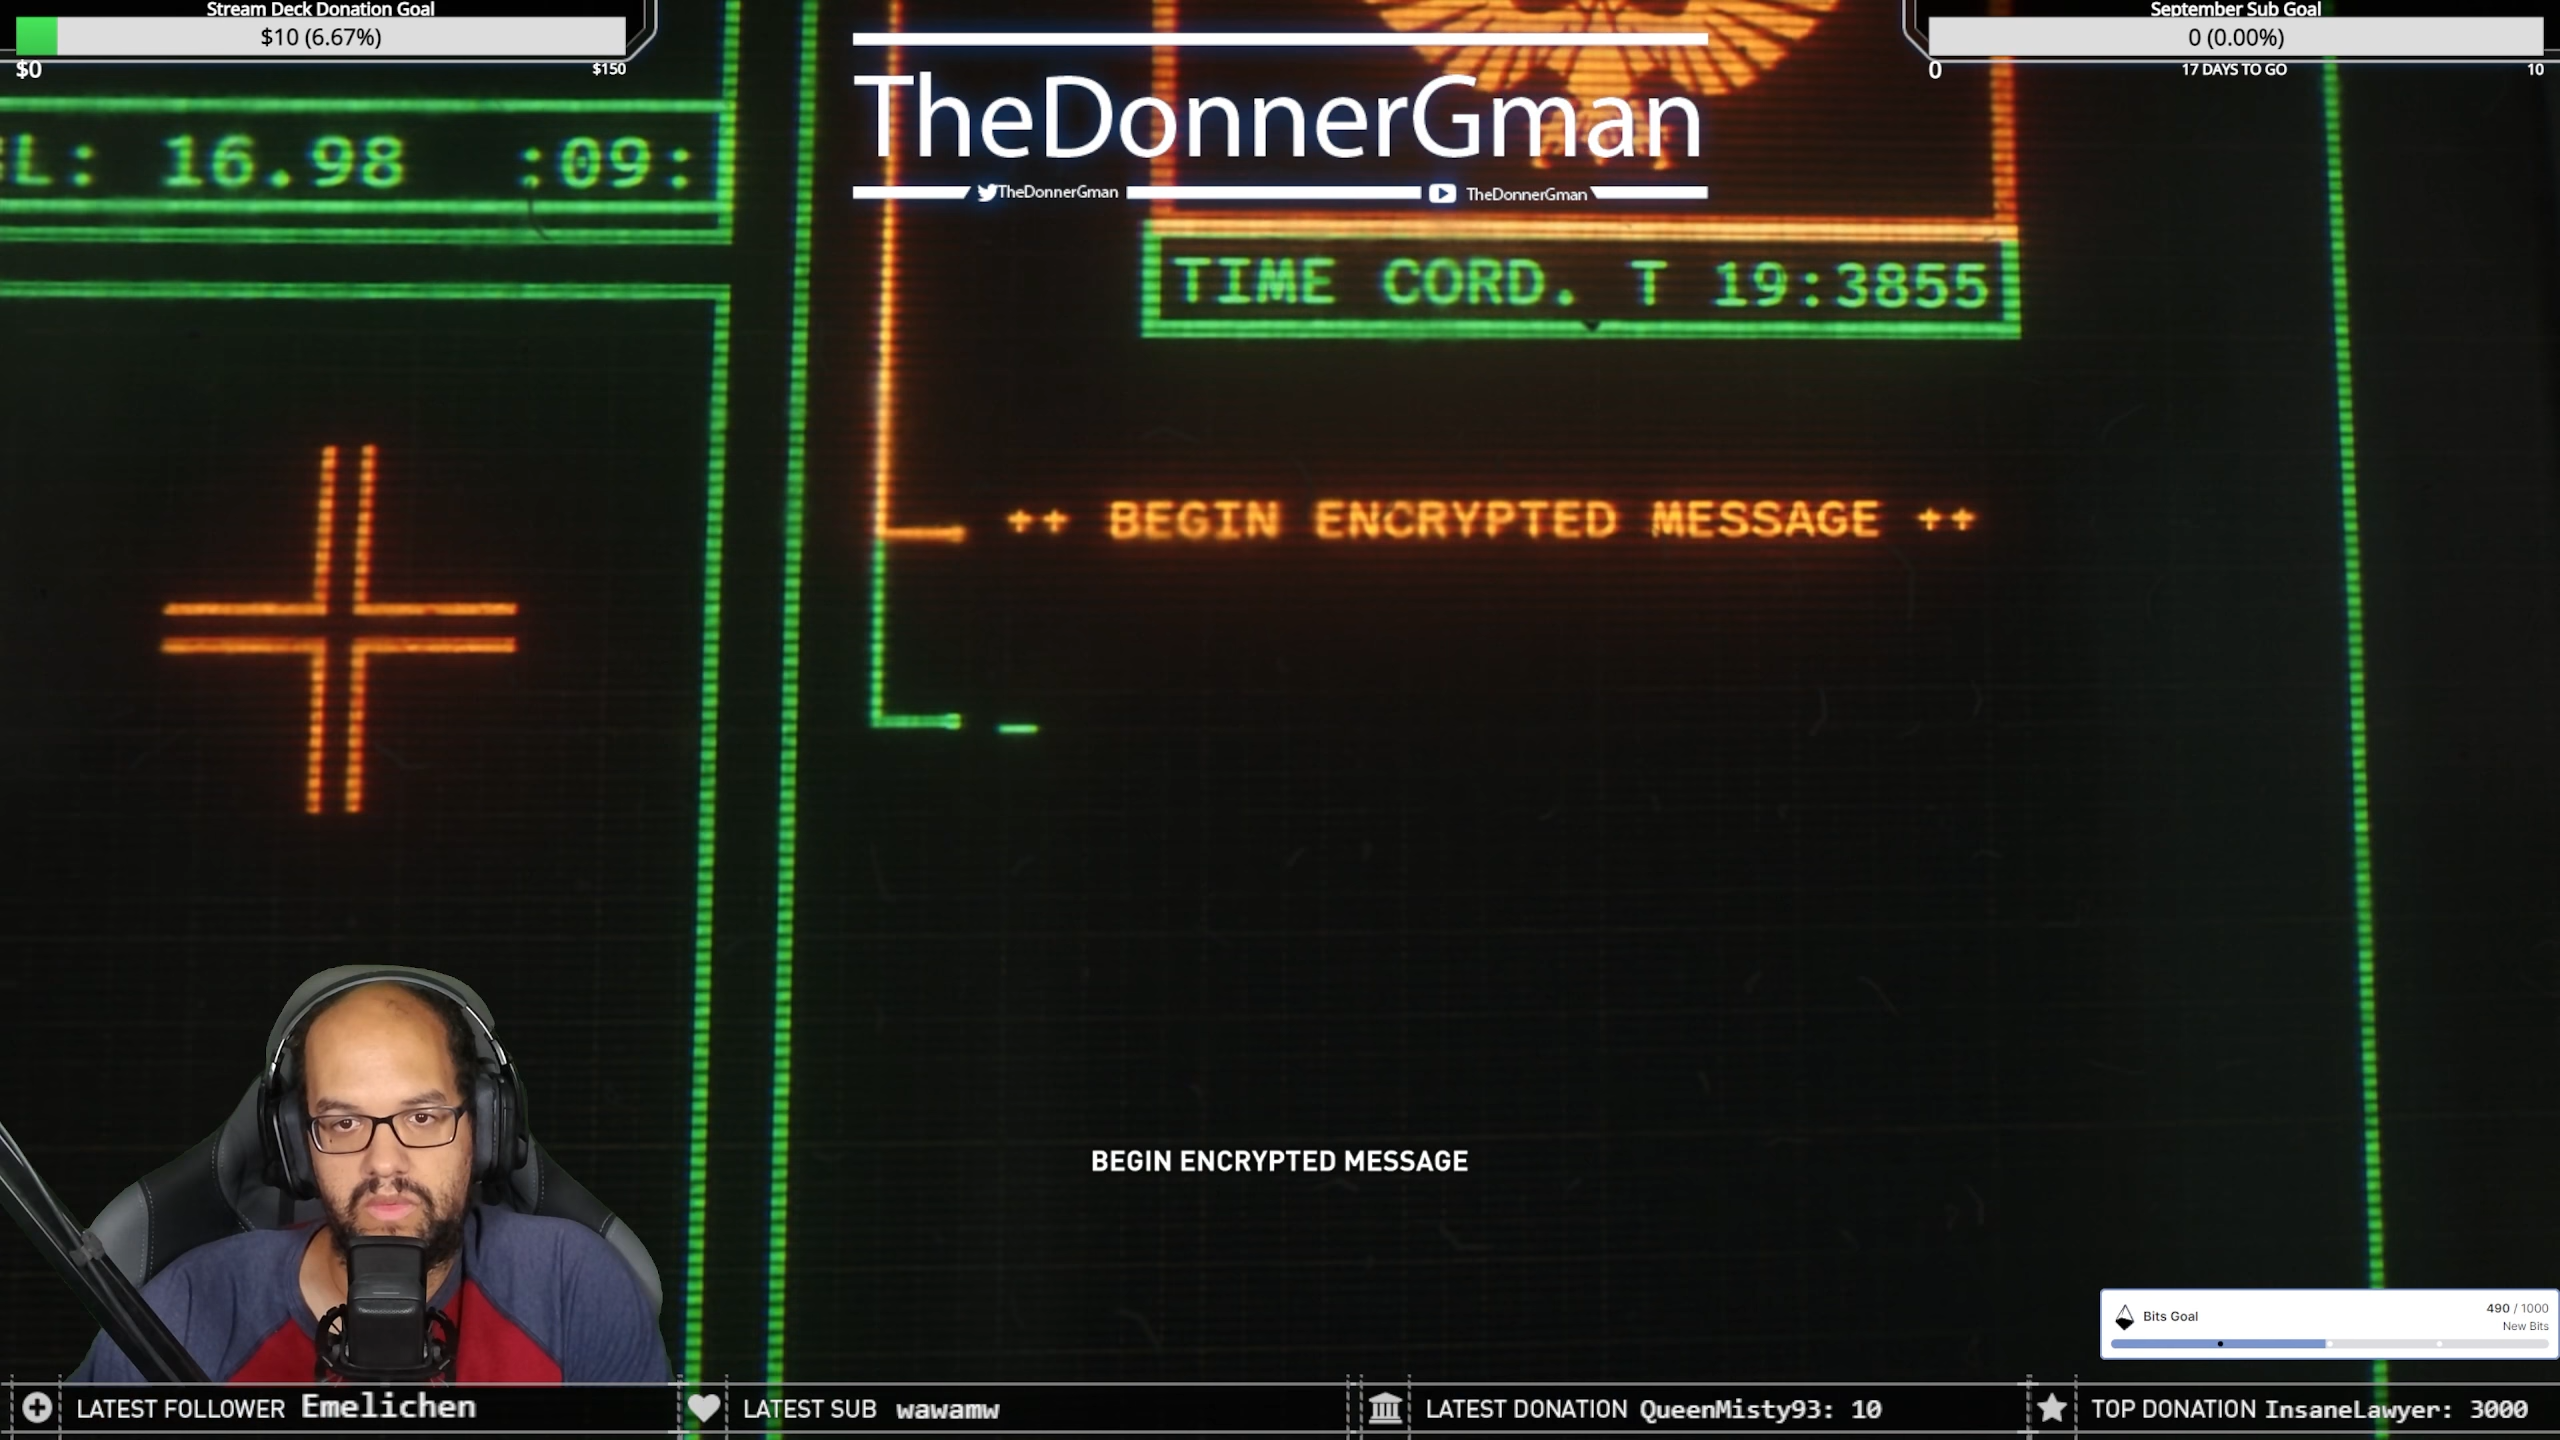 Stream Deck Donation Goal
$10 (6.67%)
$0 $150
September Sub Goal
0 (0.00%)
0 17 DAYS TO GO 10
TheDonnerGman
TheDonnerGman TheDonnerGman
L: 16.98 :09:
TIME CORD. T 19:3855
++ BEGIN ENCRYPTED MESSAGE ++
BEGIN ENCRYPTED MESSAGE
Bits Goal 490 / 1000
New Bits
LATEST FOLLOWER Emelichen LATEST SUB wawamw LATEST DONATION QueenMisty93: 10 TOP DONATION InsaneLawyer: 3000